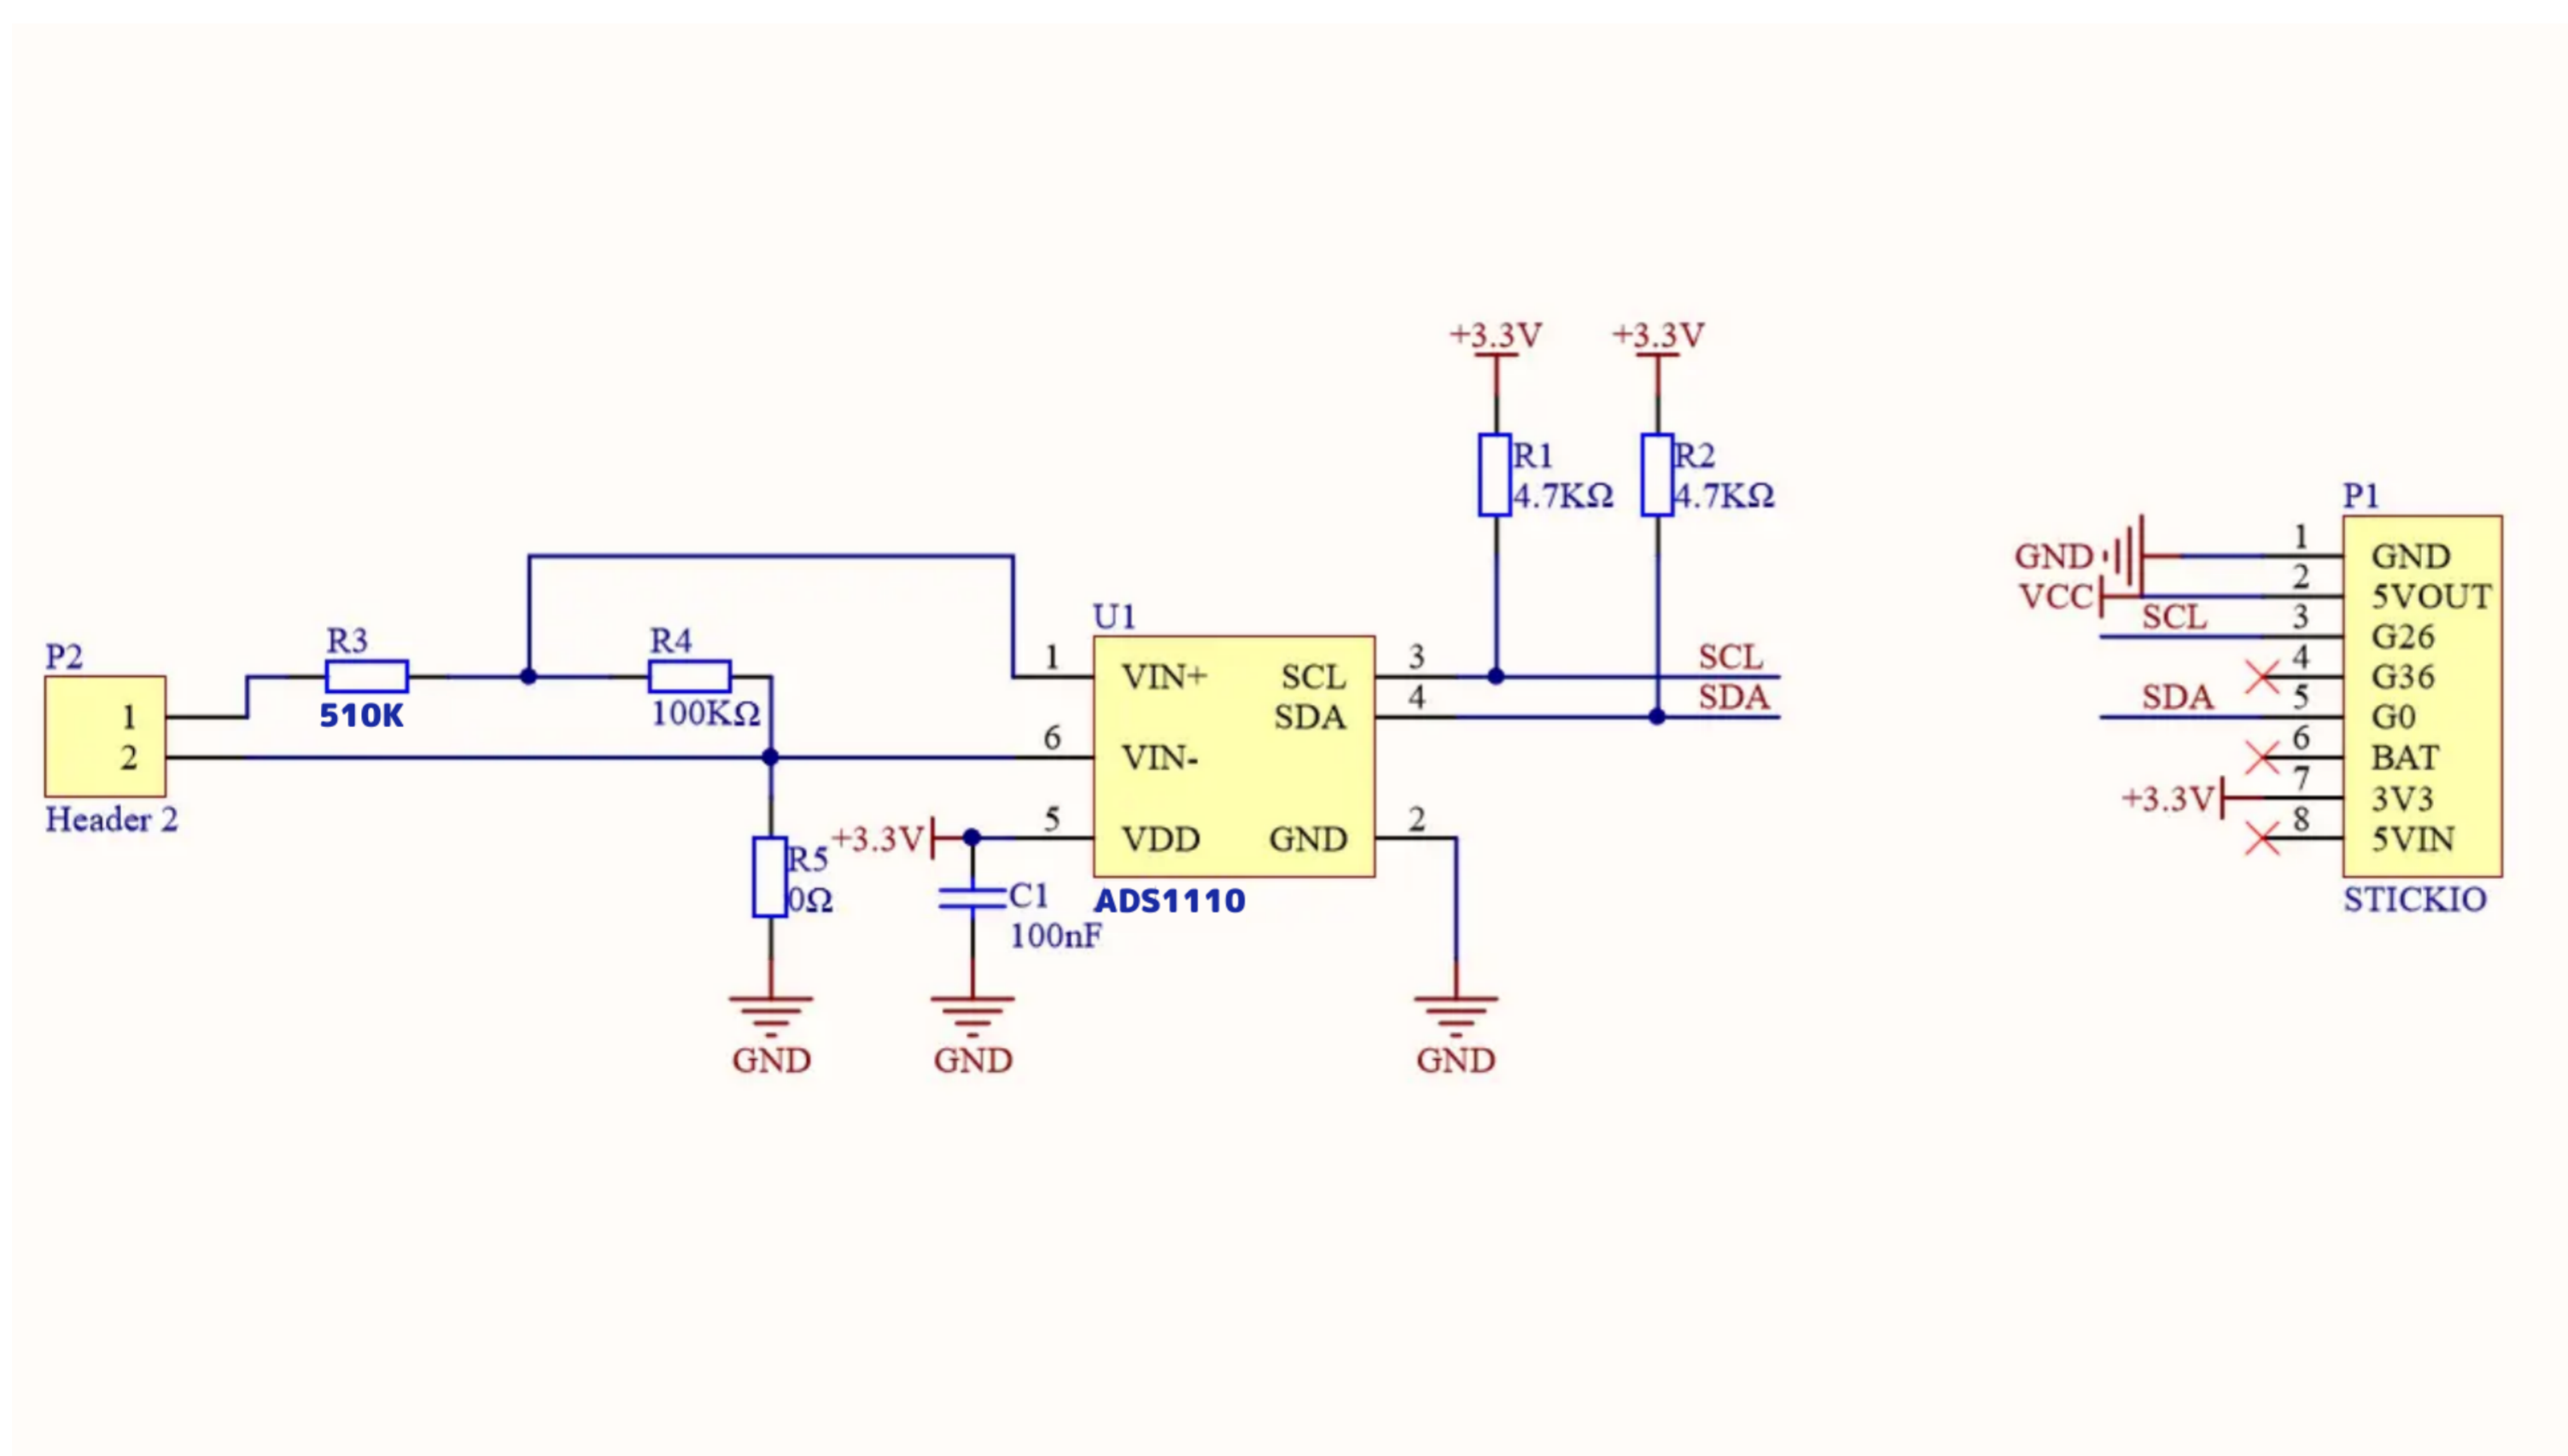 +3.3V
+3.3V
R1
4.7KΩ
R2
4.7KΩ
P2
1
2
Header 2
R3
510K
R4
100KΩ
R5
0Ω
GND
+3.3V
C1
100nF
GND
U1
1
VIN+
6
VIN-
5
VDD
SCL
3
SDA
4
GND
2
ADS1110
SCL
SDA
GND
P1
GND
1
GND
VCC
2
5VOUT
SCL
3
G26
4
G36
SDA
5
G0
6
BAT
+3.3V
7
3V3
8
5VIN
STICKIO